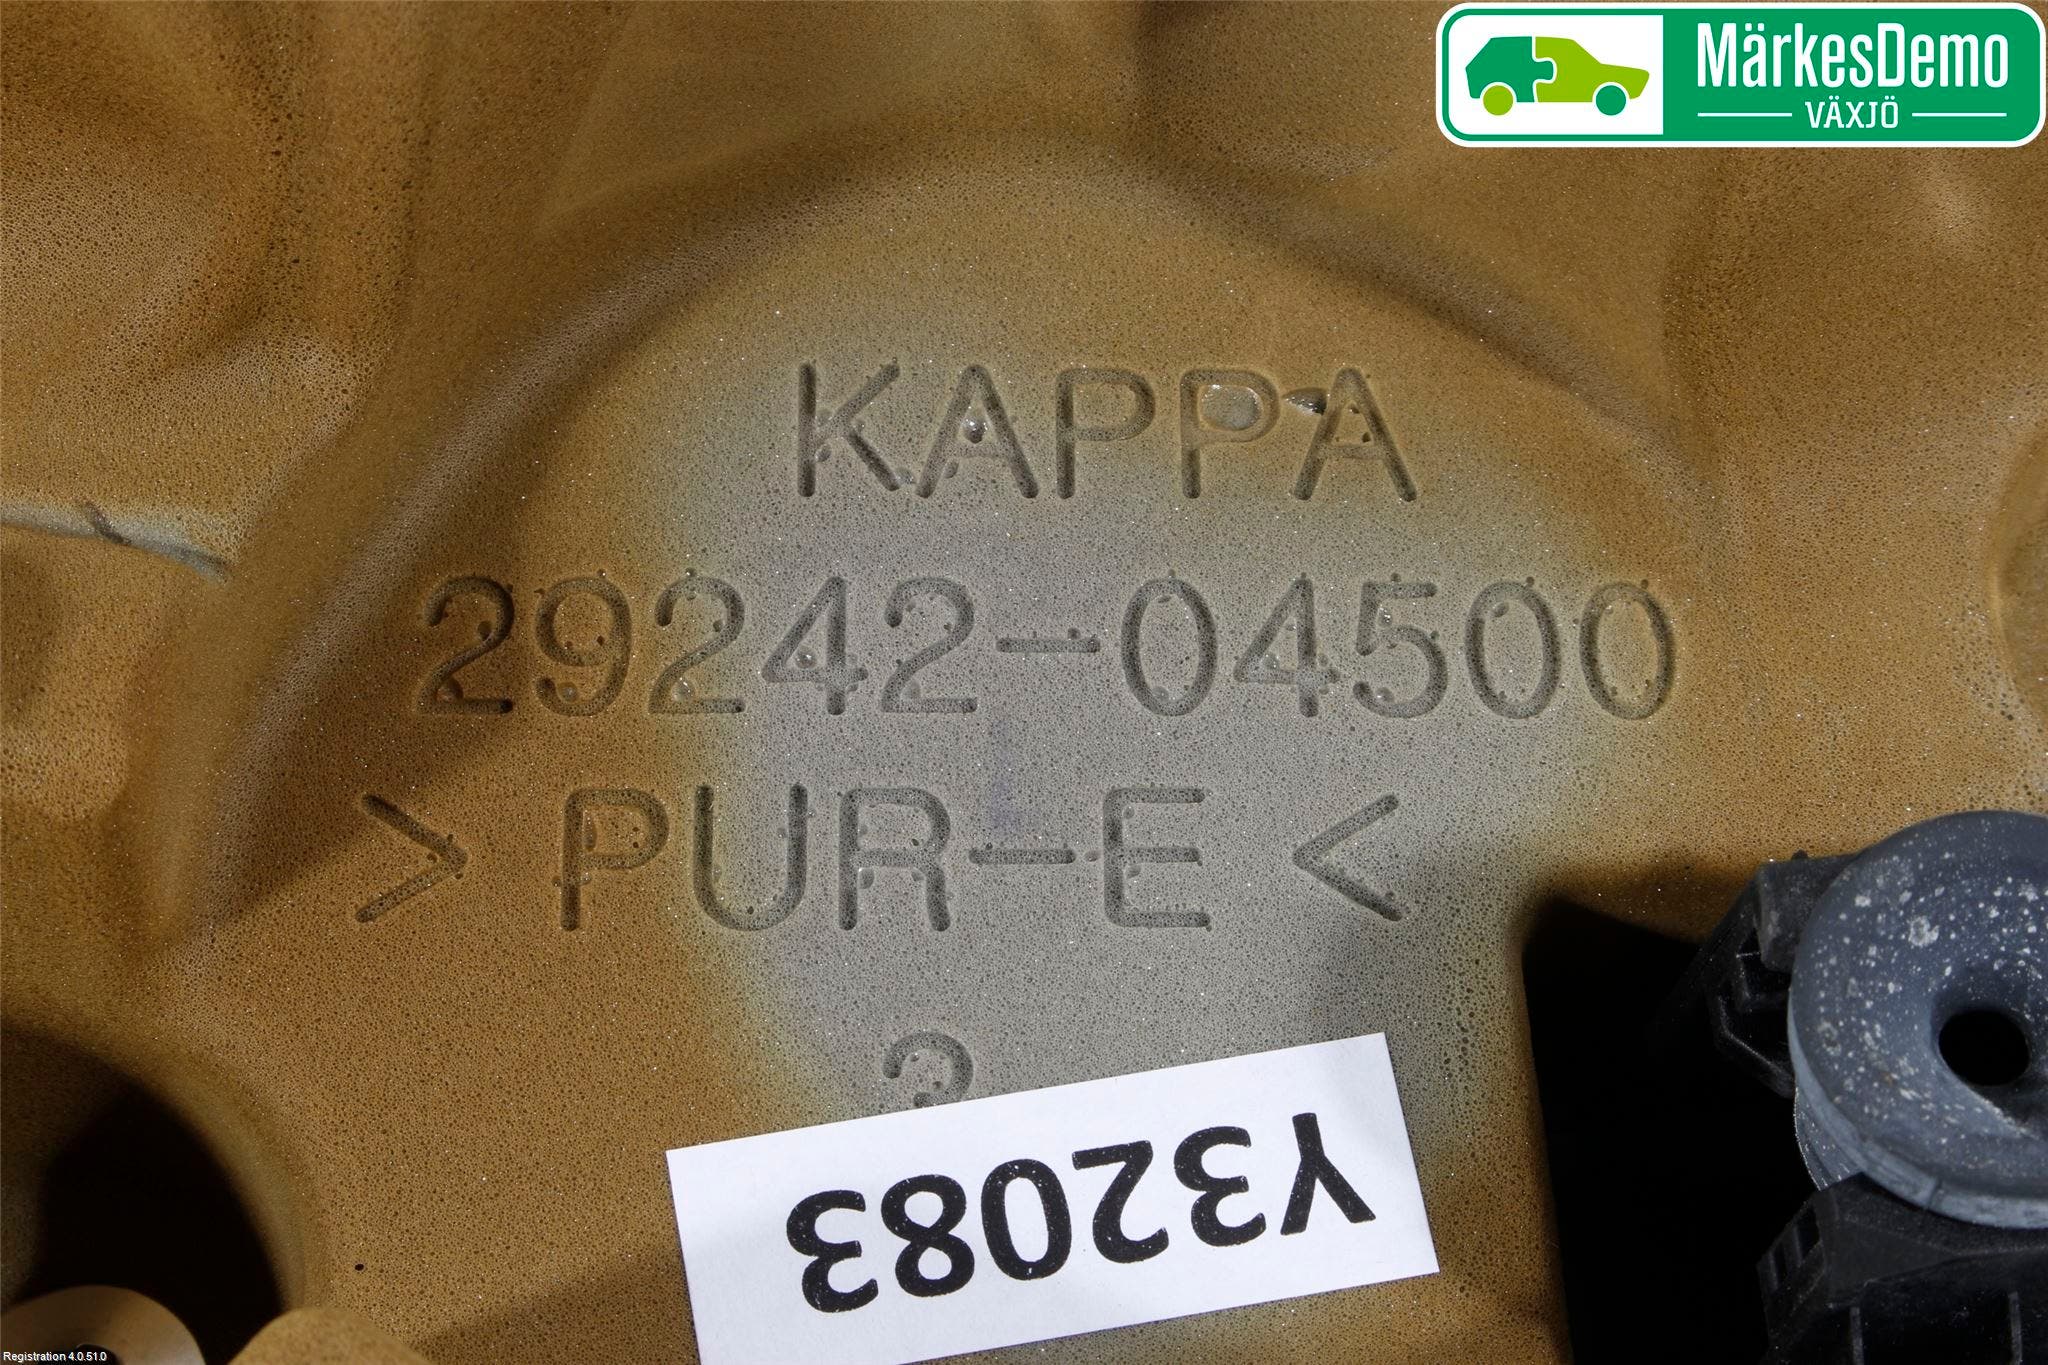 MärkesDemo
VÄXJÖ
KAPPA
29242-04500
>PUR-E<
Y32083
Registration 4.0.51.0